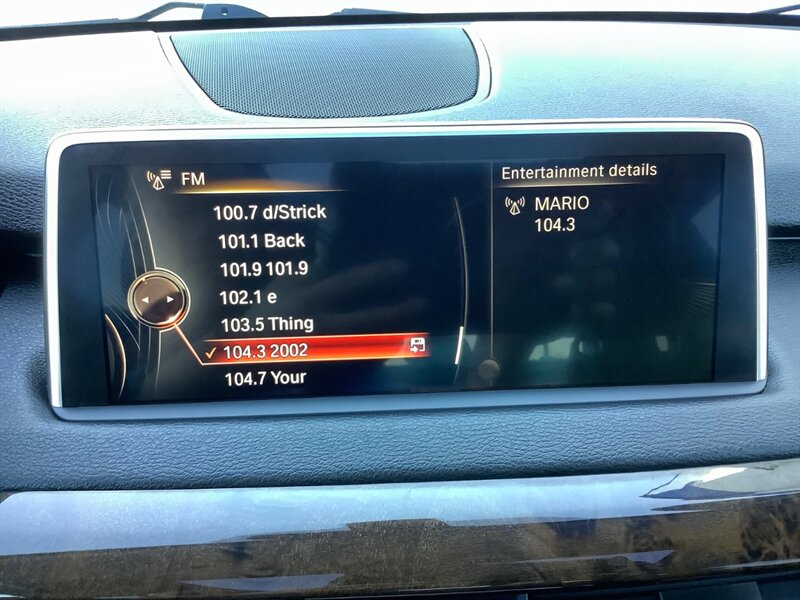 FM
100.7 d/Strick
101.1 Back
101.9 101.9
102.1 e
103.5 Thing
104.3 2002
104.7 Your
Entertainment details
MARIO
104.3